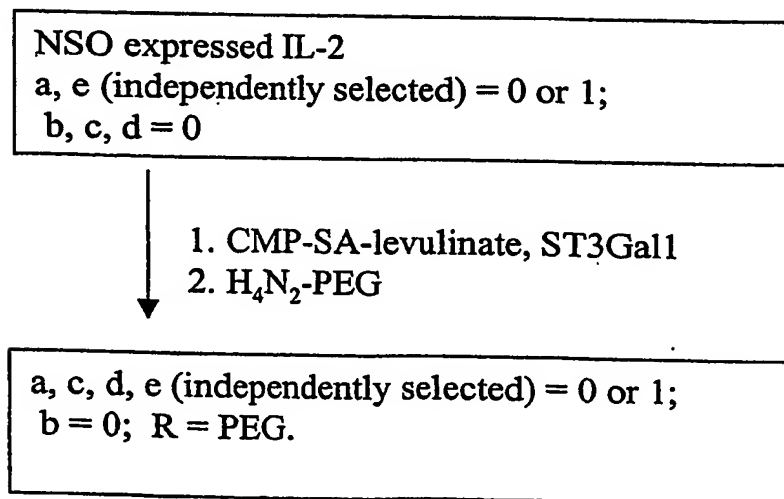 NSO expressed IL-2
a, e (independently selected) = 0 or 1;
b, c, d = 0
1. CMP-SA-levulinate, ST3Gal1
2. H₄N₂-PEG
a, c, d, e (independently selected) = 0 or 1;
b = 0; R = PEG.